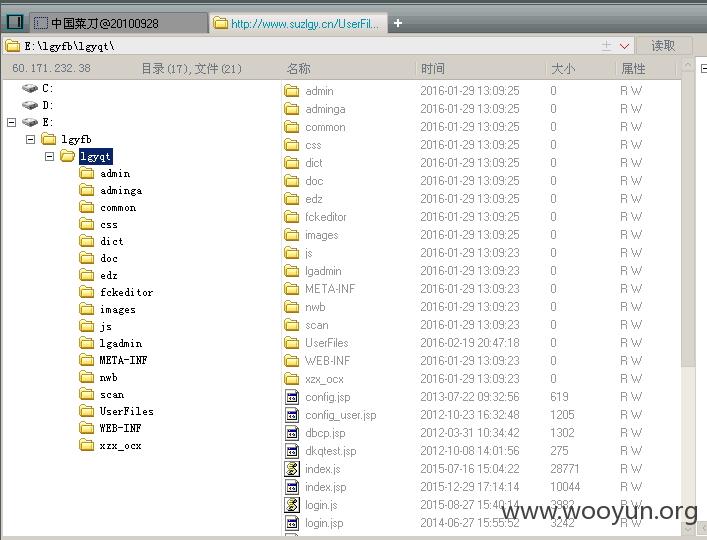 中国菜刀@20100928 http://www.suzlgy.cn/UserFil...
E:\lgyfb\lgyqt\ 读取
60.171.232.38 目录(17),文件(21) 名称 时间 大小 属性
C:
D:
E:
lgyfb
lgyqt
admin
adminga
common
css
dict
doc
edz
fckeditor
images
js
lgadmin
META-INF
nwb
scan
UserFiles
WEB-INF
xzx_ocx
admin 2016-01-29 13:09:25 0 R W
adminga 2016-01-29 13:09:25 0 R W
common 2016-01-29 13:09:25 0 R W
css 2016-01-29 13:09:25 0 R W
dict 2016-01-29 13:09:25 0 R W
doc 2016-01-29 13:09:25 0 R W
edz 2016-01-29 13:09:25 0 R W
fckeditor 2016-01-29 13:09:25 0 R W
images 2016-01-29 13:09:25 0 R W
js 2016-01-29 13:09:23 0 R W
lgadmin 2016-01-29 13:09:23 0 R W
META-INF 2016-01-29 13:09:23 0 R W
nwb 2016-01-29 13:09:23 0 R W
scan 2016-01-29 13:09:23 0 R W
UserFiles 2016-02-19 20:47:18 0 R W
WEB-INF 2016-01-29 13:09:23 0 R W
xzx_ocx 2016-01-29 13:09:23 0 R W
config.jsp 2013-07-22 09:32:56 619 R W
config_user.jsp 2012-10-23 16:32:48 1205 R W
dbcp.jsp 2012-03-31 10:34:42 1302 R W
dkqtest.jsp 2012-10-08 14:01:56 275 R W
index.js 2015-07-16 15:04:22 28771 R W
index.jsp 2015-12-29 17:14:14 10044 R W
login.js 2015-08-27 15:40:14 3982 R W
login.jsp 2014-06-27 15:55:52 3242 R W
www.wooyun.org